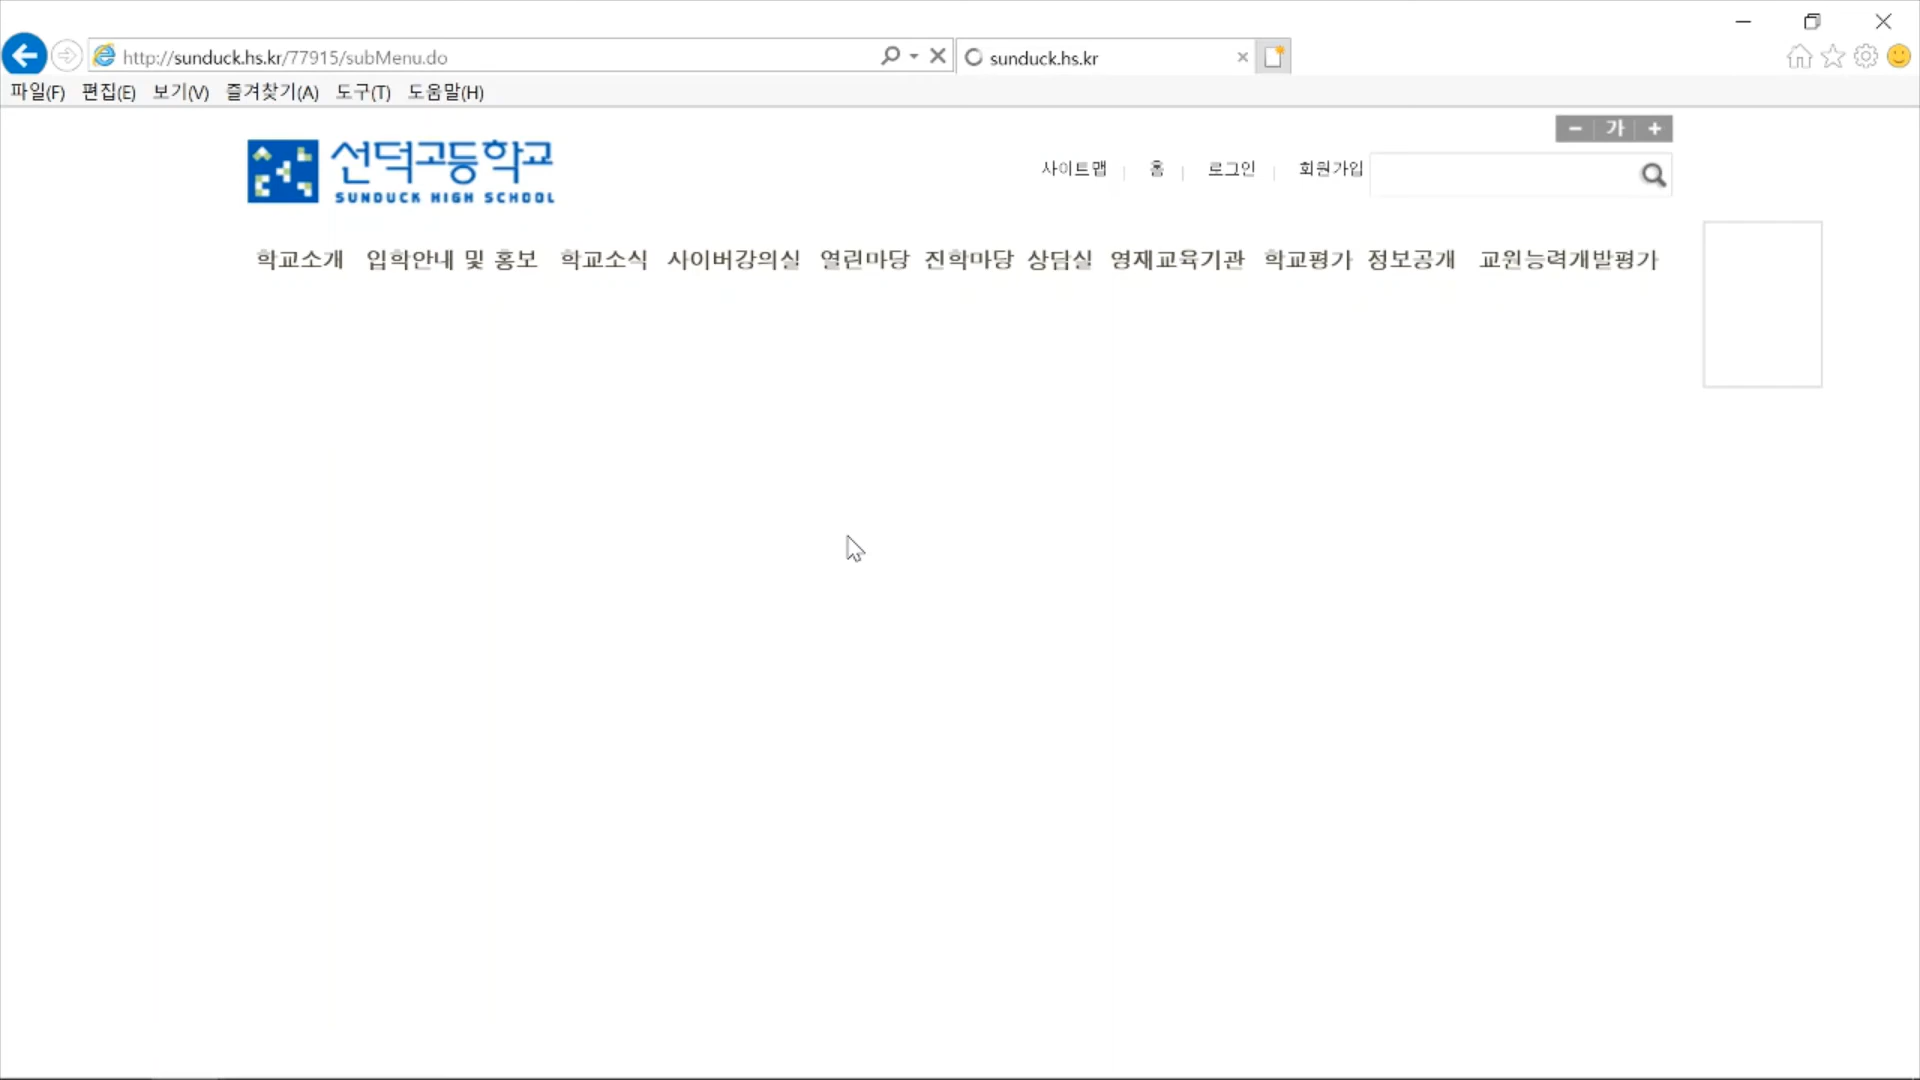 http://sunduck.hs.kr/77915/subMenu.do
sunduck.hs.kr
파일(F) 편집(E) 보기(V) 즐겨찾기(A) 도구(T) 도움말(H)
가
선덕고등학교
SUNDUCK HIGH SCHOOL
사이트맵 | 홈 | 로그인 | 회원가입
학교소개 입학안내 및 홍보 학교소식 사이버강의실 열린마당 진학마당 상담실 영재교육기관 학교평가 정보공개 교원능력개발평가